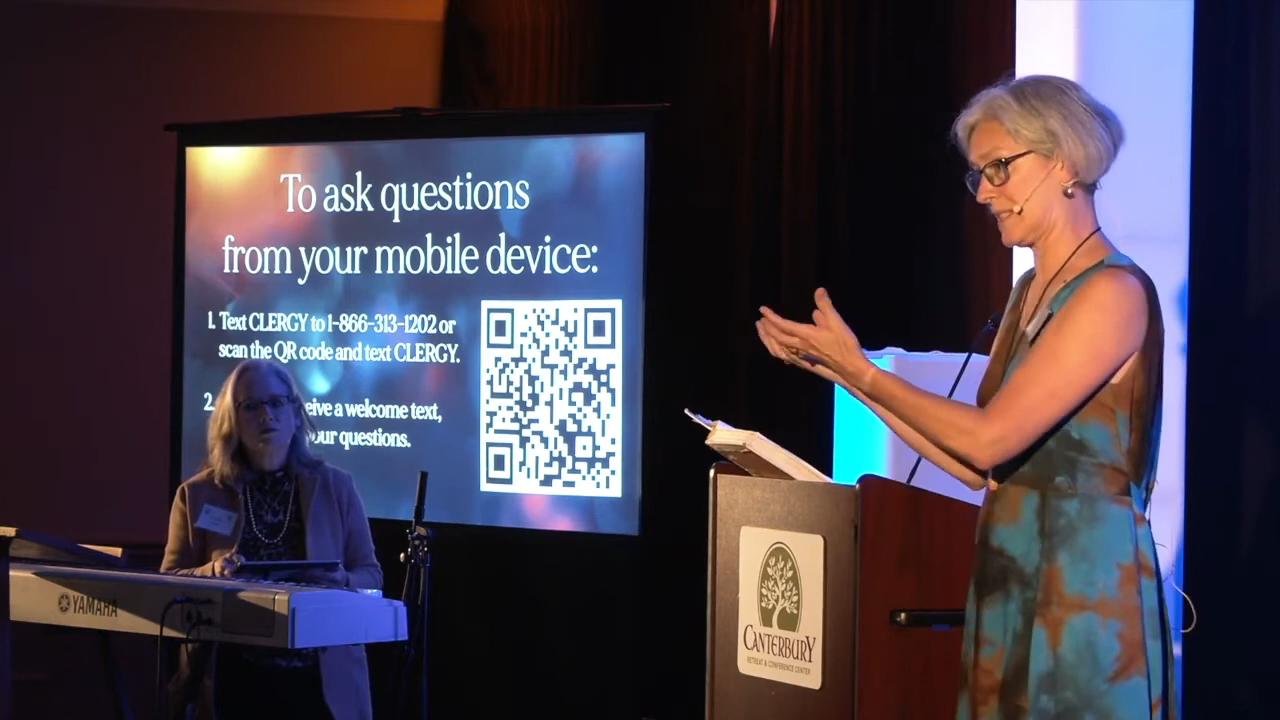 To ask questions
from your mobile device:
1. Text CLERGY to 1-866-313-1202 or
scan the QR code and text CLERGY.
2. eive a welcome text,
our questions.
YAMAHA
CANTERBURY
RETREAT & CONFERENCE CENTER